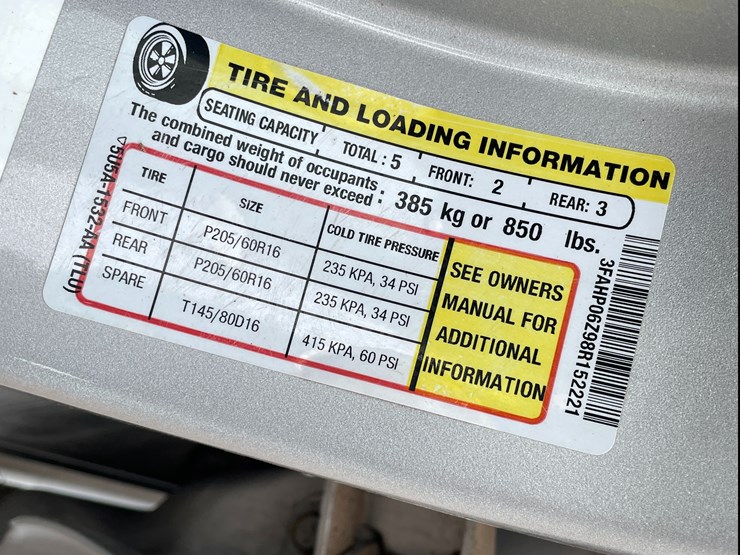 TIRE AND LOADING INFORMATION
SEATING CAPACITY TOTAL : 5 FRONT: 2 REAR: 3
The combined weight of occupants
and cargo should never exceed : 385 kg or 850 lbs.
TIRE SIZE COLD TIRE PRESSURE
FRONT P205/60R16 235 KPA, 34 PSI
REAR P205/60R16 235 KPA, 34 PSI
SPARE T145/80D16 415 KPA, 60 PSI
SEE OWNERS
MANUAL FOR
ADDITIONAL
INFORMATION
3FAHP06Z98R152221